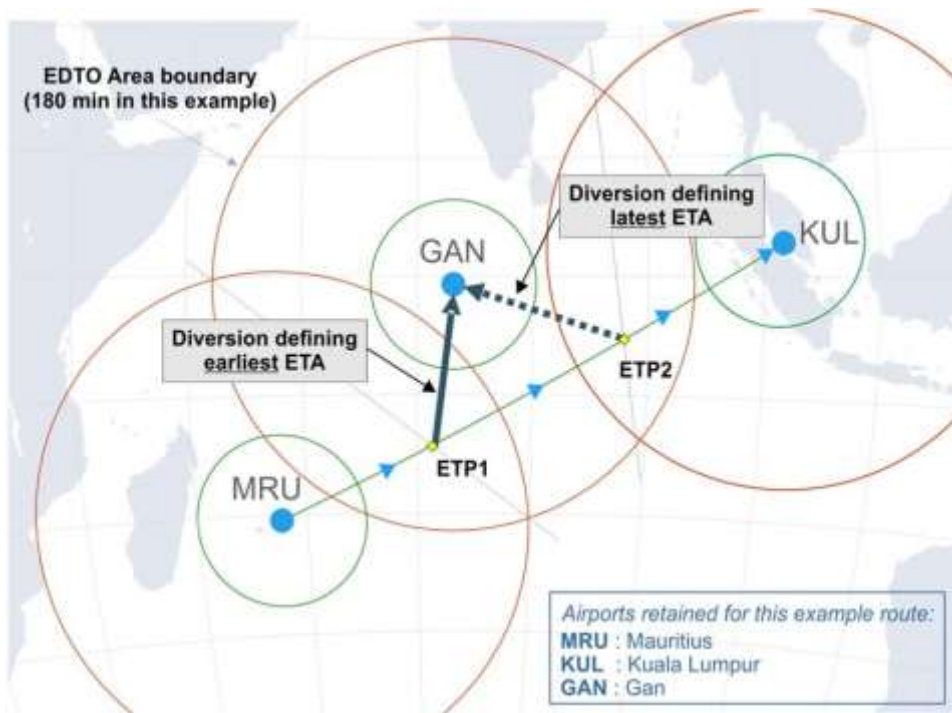 EDTO Area boundary
(180 min in this example)
Diversion defining
latest ETA
KUL
GAN
Diversion defining
earliest ETA
ETP2
ETP1
MRU
Airports retained for this example route:
MRU : Mauritius
KUL : Kuala Lumpur
GAN : Gan